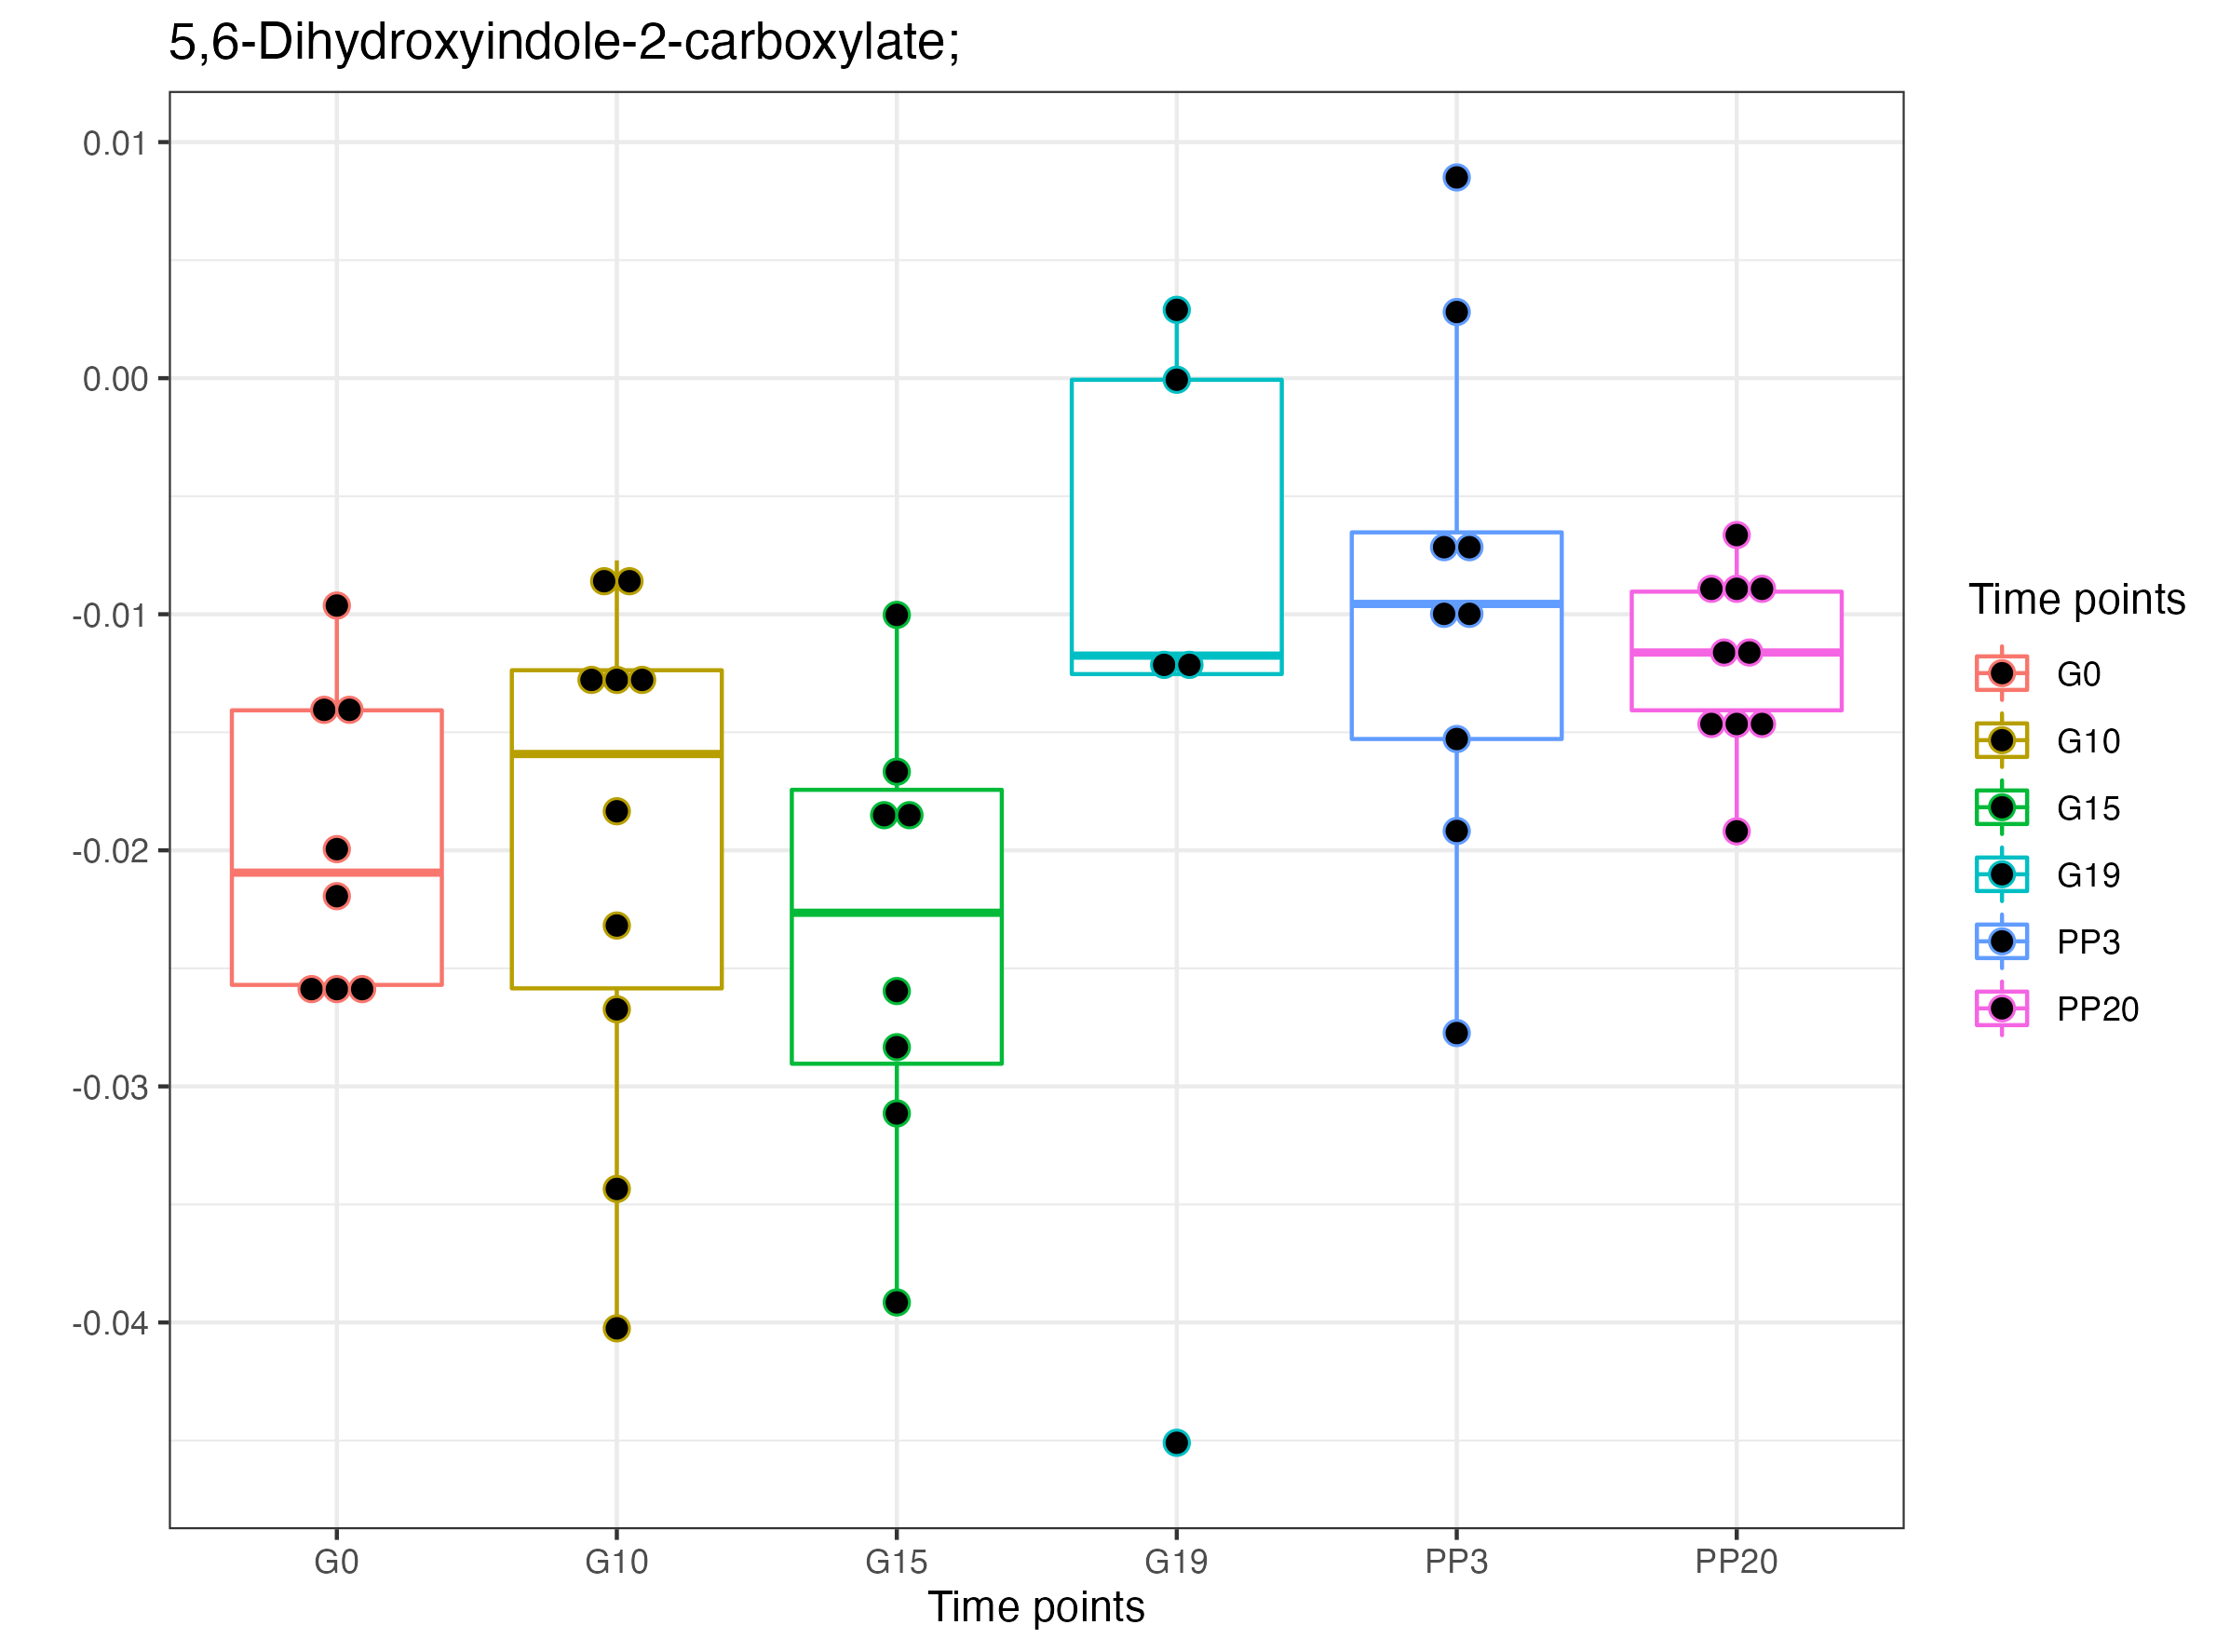 5,6-Dihydroxyindole-2-carboxylate;
0.01
0.00
-0.01
-0.02
-0.03
-0.04
G0 G10 G15 G19 PP3 PP20
Time points
Time points
G0
G10
G15
G19
PP3
PP20